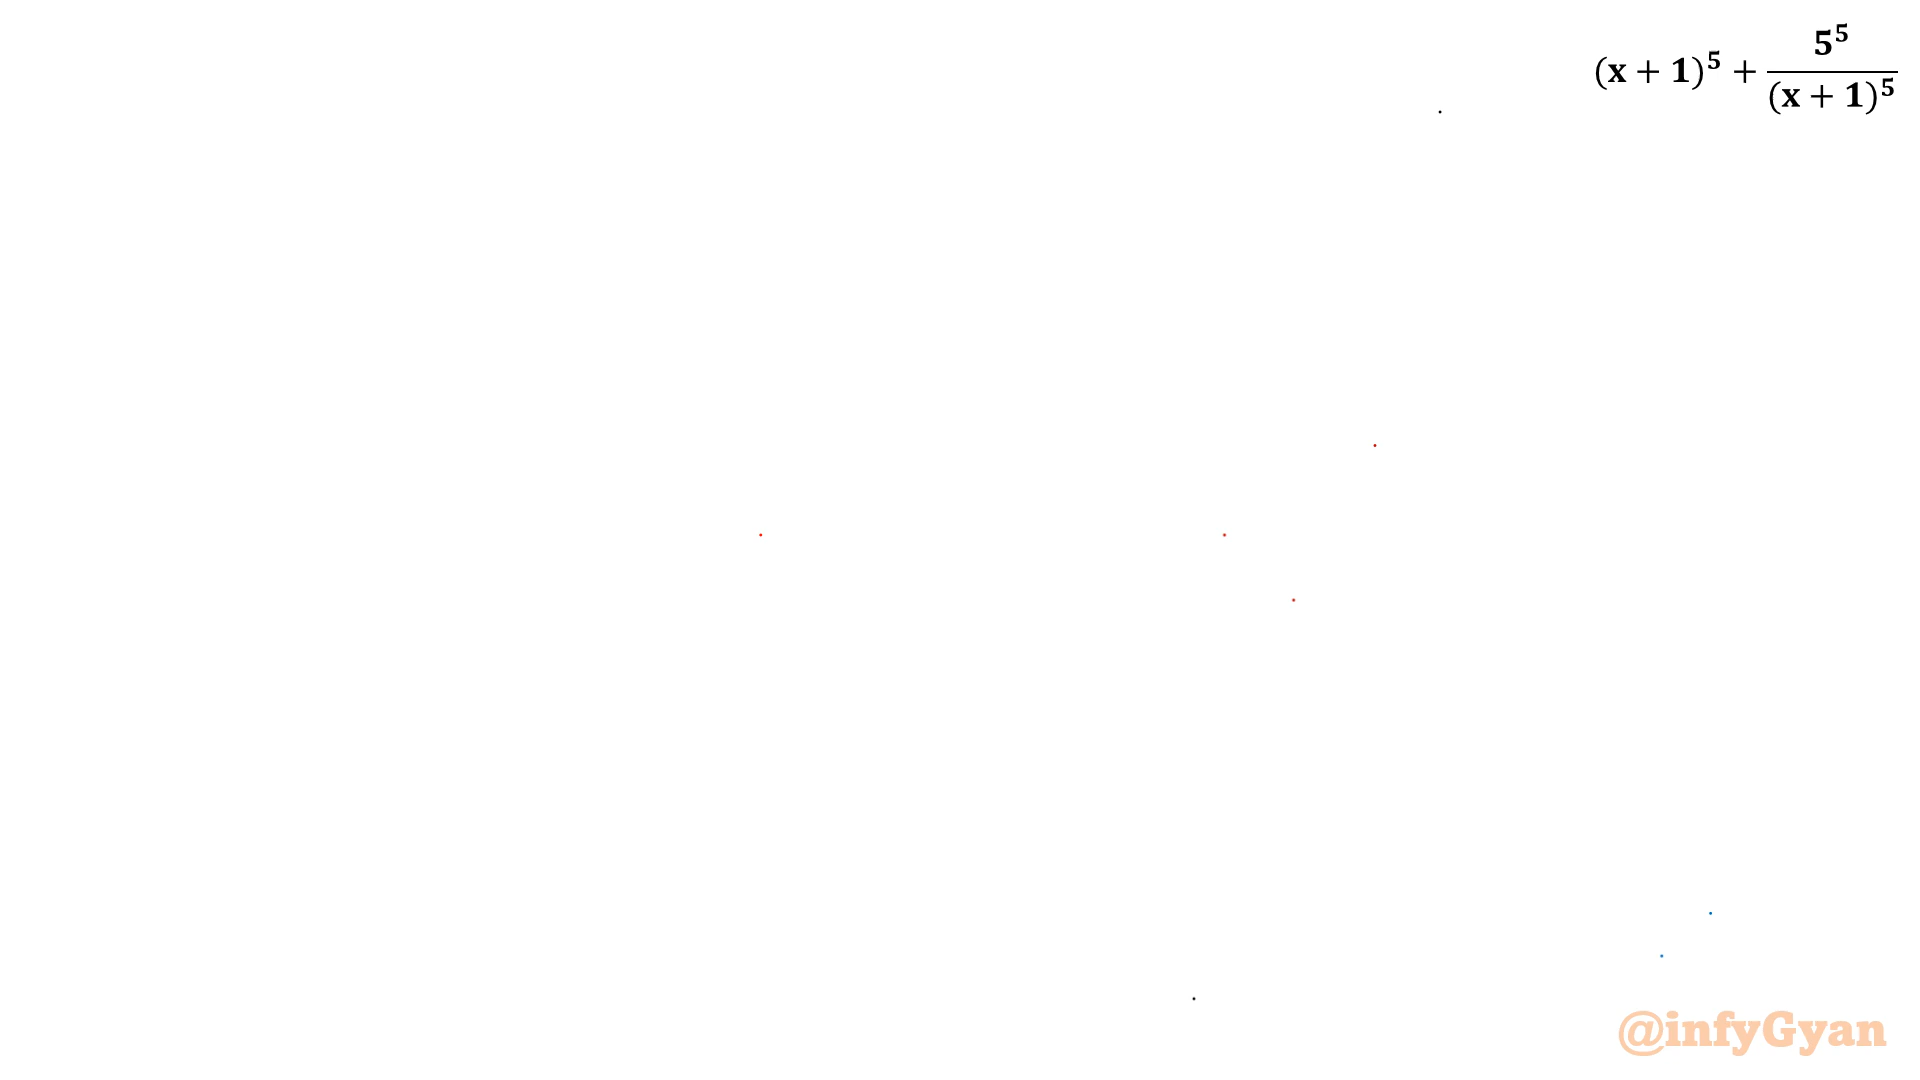 (x + 1)⁵ + 5⁵/(x + 1)⁵
@infyGyan